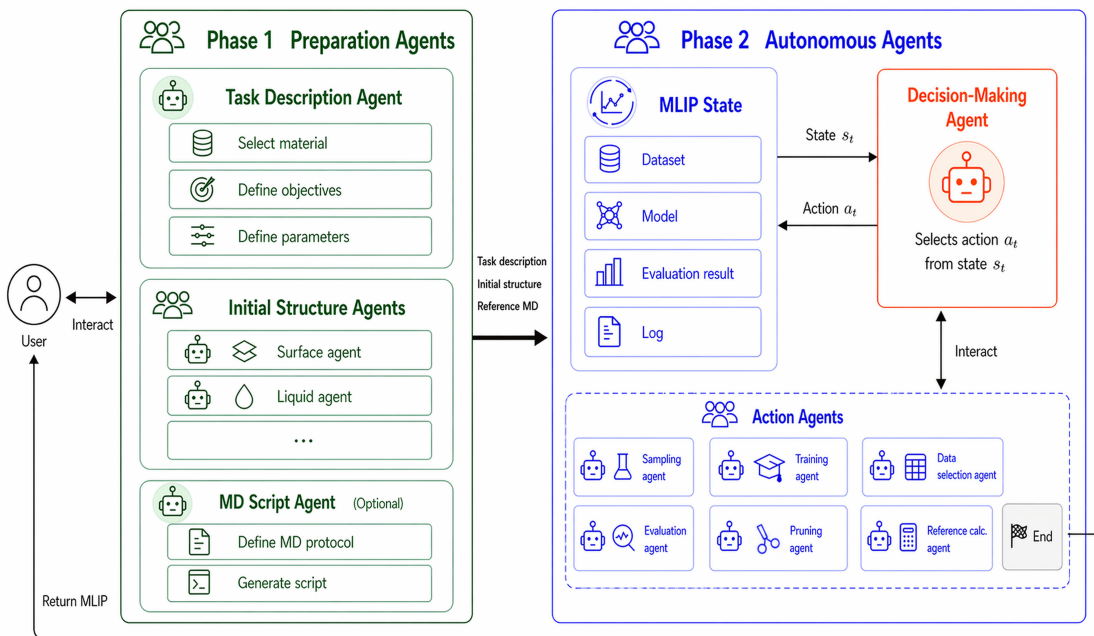 Phase 1 Preparation Agents
Task Description Agent
Select material
Define objectives
Define parameters
Initial Structure Agents
Surface agent
Liquid agent
...
MD Script Agent (Optional)
Define MD protocol
Generate script
User
Interact
Return MLIP
Task description
Initial structure
Reference MD
Phase 2 Autonomous Agents
MLIP State
Dataset
Model
Evaluation result
Log
State s_t
Action a_t
Decision-Making
Agent
Selects action a_t
from state s_t
Interact
Action Agents
Sampling
agent
Training
agent
Data
selection agent
Evaluation
agent
Pruning
agent
Reference calc.
agent
End